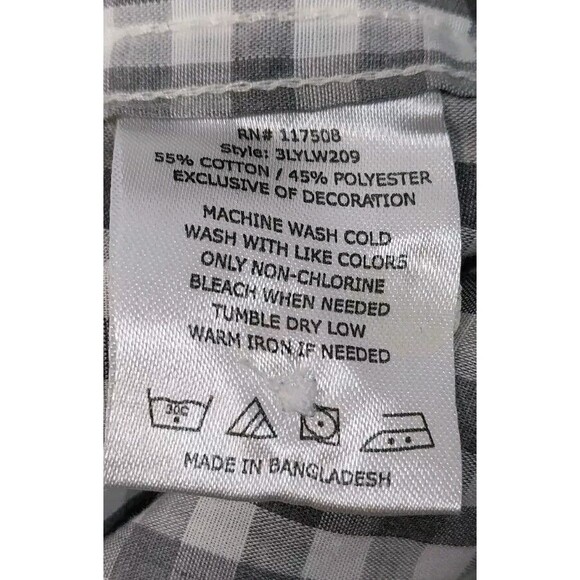 RN# 117508
Style: 3LYLW209
55% COTTON / 45% POLYESTER
EXCLUSIVE OF DECORATION
MACHINE WASH COLD
WASH WITH LIKE COLORS
ONLY NON-CHLORINE
BLEACH WHEN NEEDED
TUMBLE DRY LOW
WARM IRON IF NEEDED
30C
MADE IN BANGLADESH